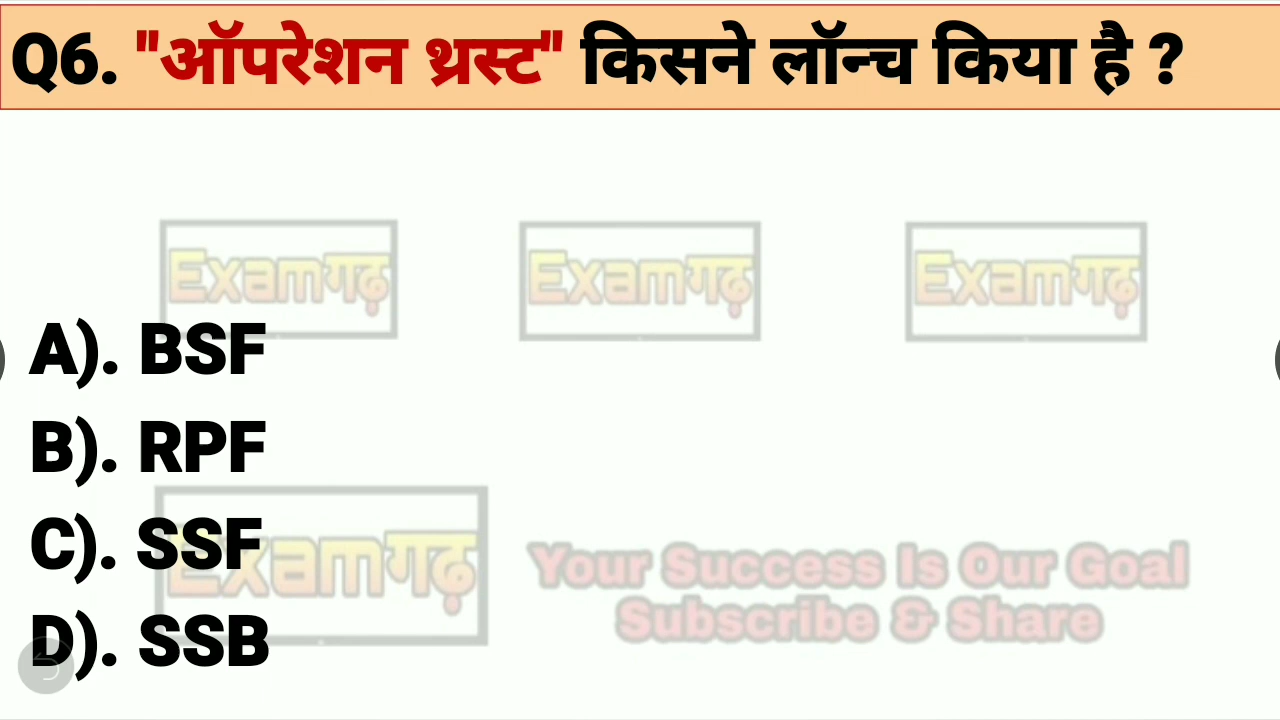 Q6. "ऑपरेशन थ्रस्ट" किसने लॉन्च किया है ?
Examगढ़ Examगढ़ Examगढ़
A). BSF
B). RPF
C). SSF
D). SSB
Examगढ़
Your Success Is Our Goal
Subscribe & Share